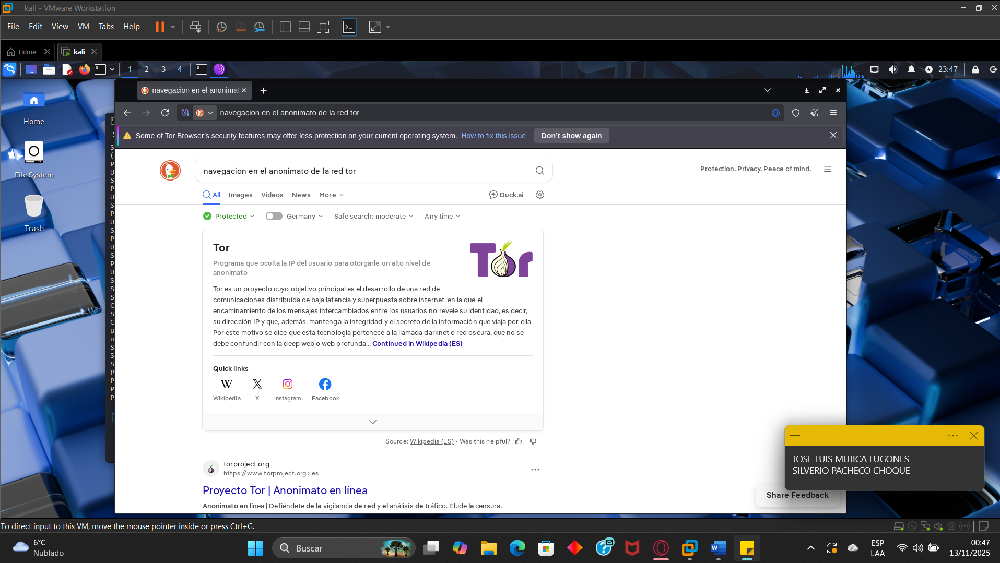 kali - VMware Workstation
File Edit View VM Tabs Help
Home kali
1 2 3 4 23:47
navegacion en el anonimat
navegacion en el anonimato de la red tor
Some of Tor Browser’s security features may offer less protection on your current operating system. How to fix this issue Don’t show again
Home
File System
Trash
navegacion en el anonimato de la red tor
Protection. Privacy. Peace of mind.
All Images Videos News More Duck.ai
Protected Germany Safe search: moderate Any time
Tor
Programa que oculta la IP del usuario para otorgarle un alto nivel de
anonimato
Tor
Tor es un proyecto cuyo objetivo principal es el desarrollo de una red de
comunicaciones distribuida de baja latencia y superpuesta sobre internet, en la que el
encaminamiento de los mensajes intercambiados entre los usuarios no revele su identidad, es decir,
su dirección IP y que, además, mantenga la integridad y el secreto de la información que viaja por ella.
Por este motivo se dice que esta tecnología pertenece a la llamada darknet o red oscura, que no se
debe confundir con la deep web o web profunda... Continued in Wikipedia (ES)
Quick links
Wikipedia X Instagram Facebook
Source: Wikipedia (ES) • Was this helpful?
torproject.org
https://www.torproject.org › es
Proyecto Tor | Anonimato en línea
Anonimato en línea | Defiéndete de la vigilancia de red y el análisis de tráfico. Elude la censura.
JOSE LUIS MUJICA LUGONES
SILVERIO PACHECO CHOQUE
Share Feedback
To direct input to this VM, move the mouse pointer inside or press Ctrl+G.
6°C
Nublado
Buscar
ESP
LAA
00:47
13/11/2025